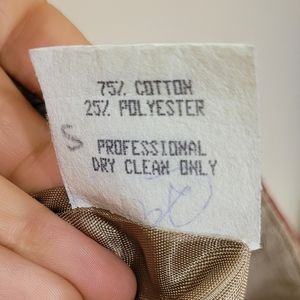 75% COTTON
25% POLYESTER
S
PROFESSIONAL
DRY CLEAN ONLY